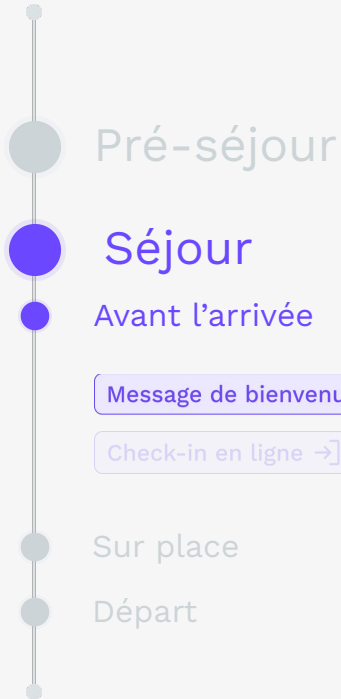 Pré-séjour
Séjour
Avant l’arrivée
Message de bienvenu
Check-in en ligne
Sur place
Départ